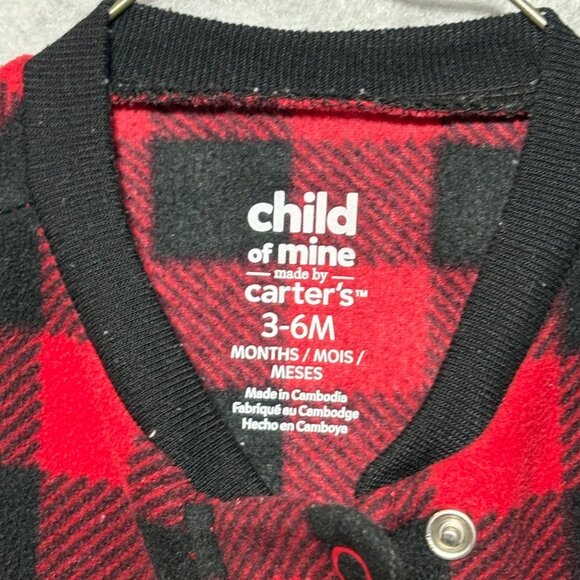 child
of mine
made by
carter's™
3-6M
MONTHS / MOIS /
MESES
Made in Cambodia
Fabriqué au Cambodge
Hecho en Camboya